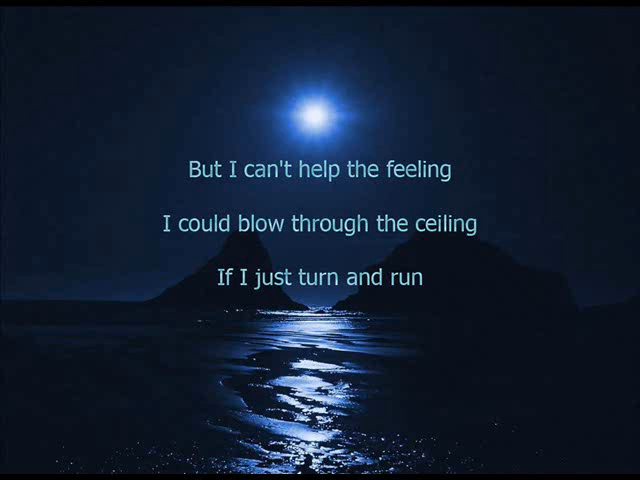 But I can't help the feeling
I could blow through the ceiling
If I just turn and run